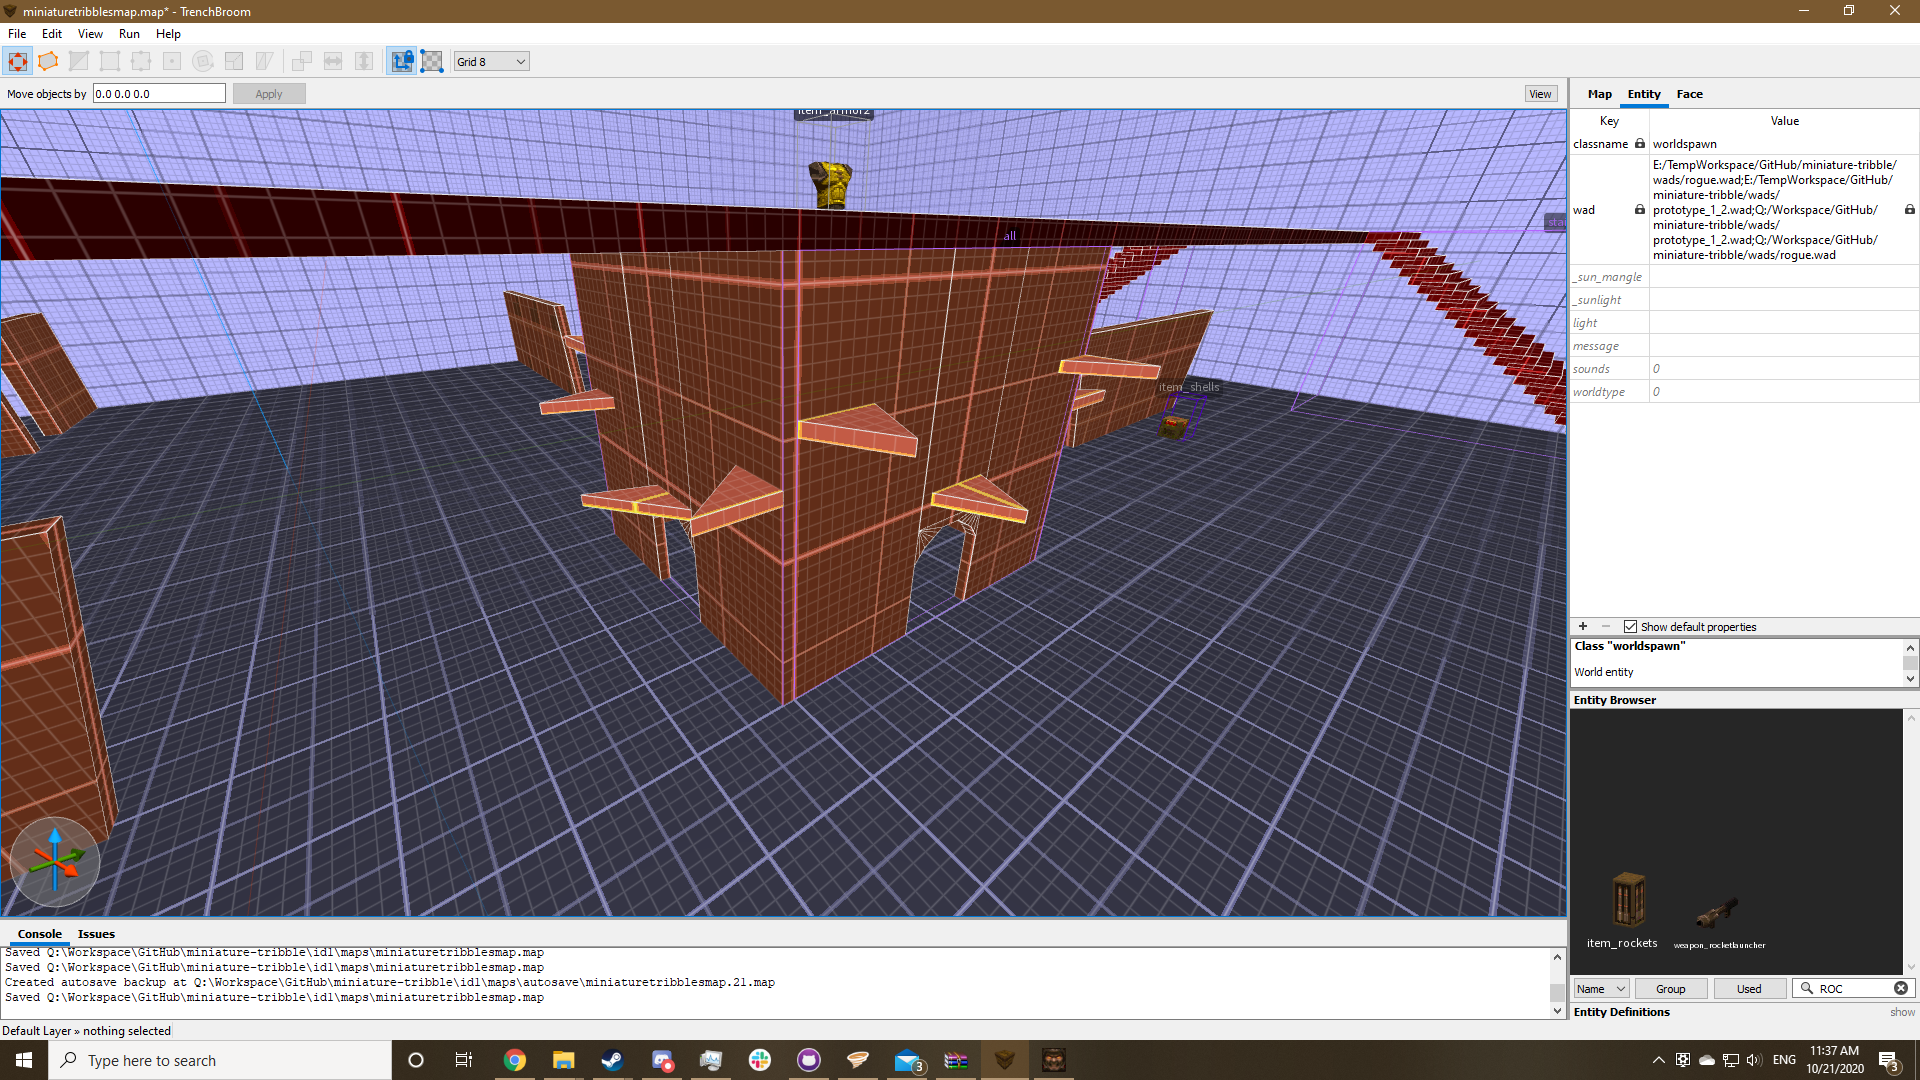 miniaturetribblesmap.map* - TrenchBroom
File Edit View Run Help
Grid 8
Move objects by 0.0 0.0 0.0 Apply View
Map Entity Face
Key Value
classname worldspawn
wad E:/TempWorkspace/GitHub/miniature-tribble/
wads/rogue.wad;E:/TempWorkspace/GitHub/
miniature-tribble/wads/
prototype_1_2.wad;Q:/Workspace/GitHub/
miniature-tribble/wads/
prototype_1_2.wad;Q:/Workspace/GitHub/
miniature-tribble/wads/rogue.wad
_sun_mangle
_sunlight
light
message
sounds 0
worldtype 0
item_armor2
all
item_shells
Show default properties
Class "worldspawn"
World entity
Entity Browser
item_rockets
weapon_rocketlauncher
Name Group Used ROC
Entity Definitions show
Console Issues
Saved Q:\Workspace\GitHub\miniature-tribble\id1\maps\miniaturetribblesmap.map
Saved Q:\Workspace\GitHub\miniature-tribble\id1\maps\miniaturetribblesmap.map
Created autosave backup at Q:\Workspace\GitHub\miniature-tribble\id1\maps\autosave\miniaturetribblesmap.21.map
Saved Q:\Workspace\GitHub\miniature-tribble\id1\maps\miniaturetribblesmap.map
Default Layer » nothing selected
Type here to search
3
ENG
11:37 AM
10/21/2020
3